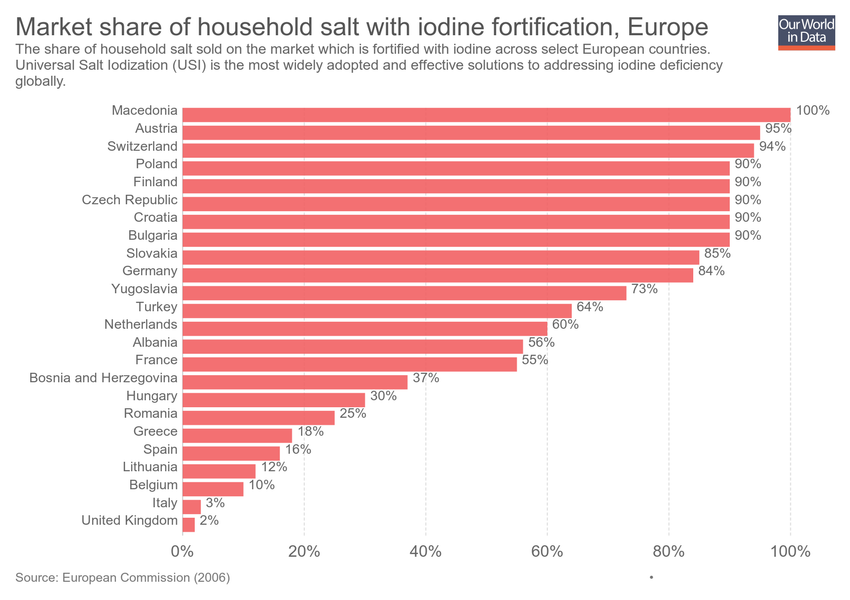 Market share of household salt with iodine fortification, Europe
Our World
in Data
The share of household salt sold on the market which is fortified with iodine across select European countries.
Universal Salt Iodization (USI) is the most widely adopted and effective solutions to addressing iodine deficiency
globally.
Macedonia 100%
Austria 95%
Switzerland 94%
Poland 90%
Finland 90%
Czech Republic 90%
Croatia 90%
Bulgaria 90%
Slovakia 85%
Germany 84%
Yugoslavia 73%
Turkey 64%
Netherlands 60%
Albania 56%
France 55%
Bosnia and Herzegovina 37%
Hungary 30%
Romania 25%
Greece 18%
Spain 16%
Lithuania 12%
Belgium 10%
Italy 3%
United Kingdom 2%
0% 20% 40% 60% 80% 100%
Source: European Commission (2006)